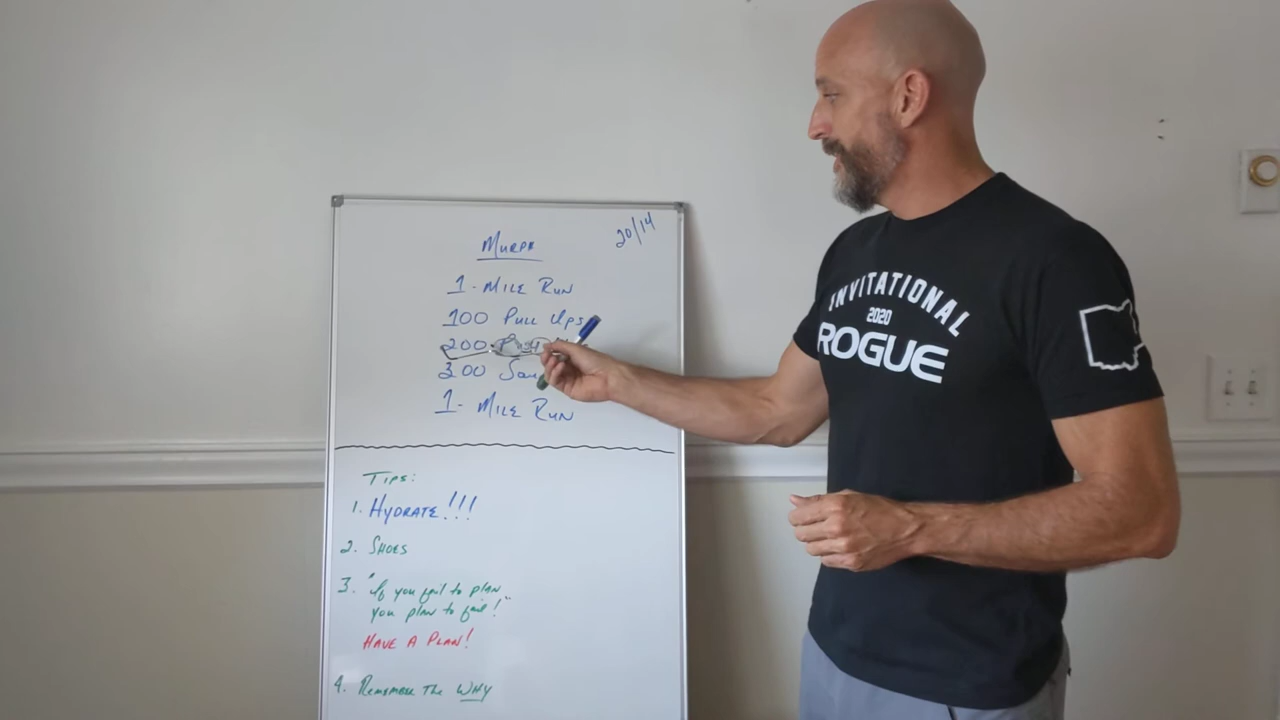 MURPH
20/14
1 - MILE RUN
100 PULL UPS
200
300
1 - MILE RUN
TIPS:
1. HYDRATE!!!
2. SHOES
3. "If you fail to plan
you plan to fail!"
HAVE A PLAN!
4. Remember The WHY
INVITATIONAL
2020
ROGUE